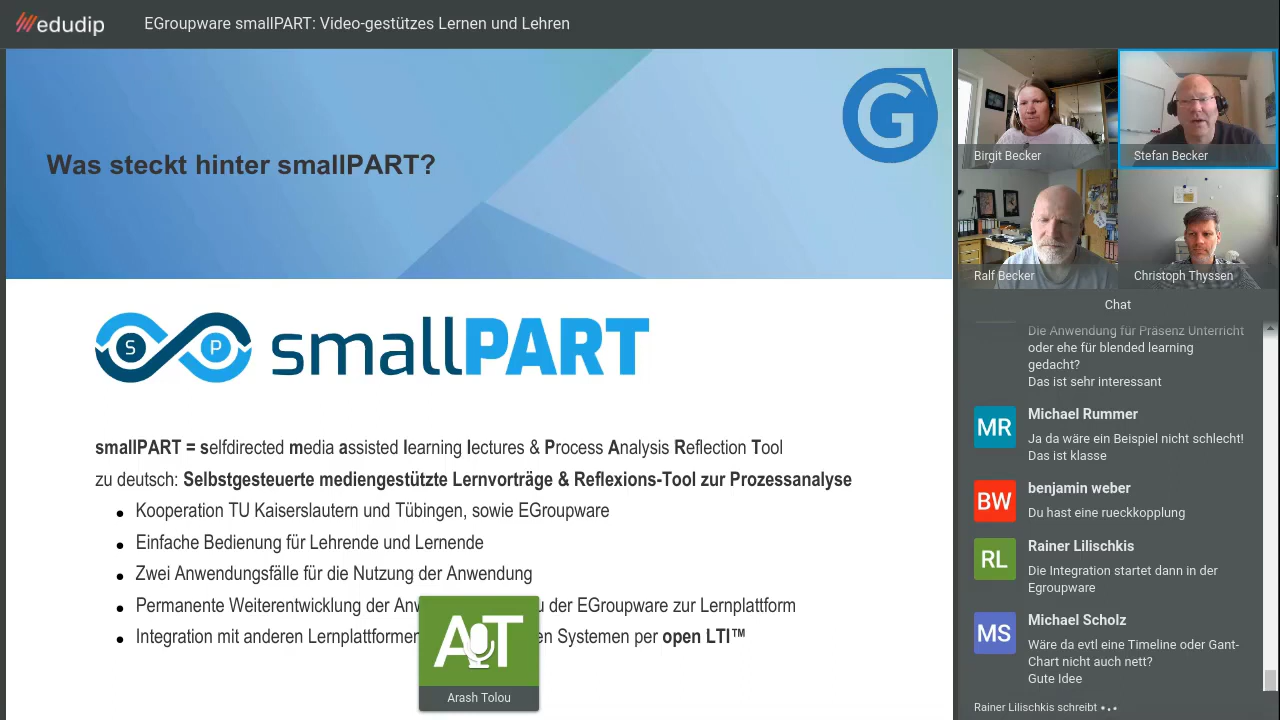 edudip
EGroupware smallPART: Video-gestützes Lernen und Lehren
G
Was steckt hinter smallPART?
S P smallPART
smallPART = selfdirected media assisted learning lectures & Process Analysis Reflection Tool
zu deutsch: Selbstgesteuerte mediengestützte Lernvorträge & Reflexions-Tool zur Prozessanalyse
Kooperation TU Kaiserslautern und Tübingen, sowie EGroupware
Einfache Bedienung für Lehrende und Lernende
Zwei Anwendungsfälle für die Nutzung der Anwendung
Permanente Weiterentwicklung der der EGroupware zur Lernplattform
Integration mit anderen Systemen per open LTI™
AT
Arash Tolou
Birgit Becker
Stefan Becker
Ralf Becker
Christoph Thyssen
Chat
Die Anwendung für Präsenz Unterricht
oder ehe für blended learning
gedacht?
Das ist sehr interessant
MR
Michael Rummer
Ja da wäre ein Beispiel nicht schlecht!
Das ist klasse
BW
benjamin weber
Du hast eine rueckkopplung
RL
Rainer Lilischkis
Die Integration startet dann in der
Egroupware
MS
Michael Scholz
Wäre da evtl eine Timeline oder Gant-
Chart nicht auch nett?
Gute Idee
Rainer Lilischkis schreibt